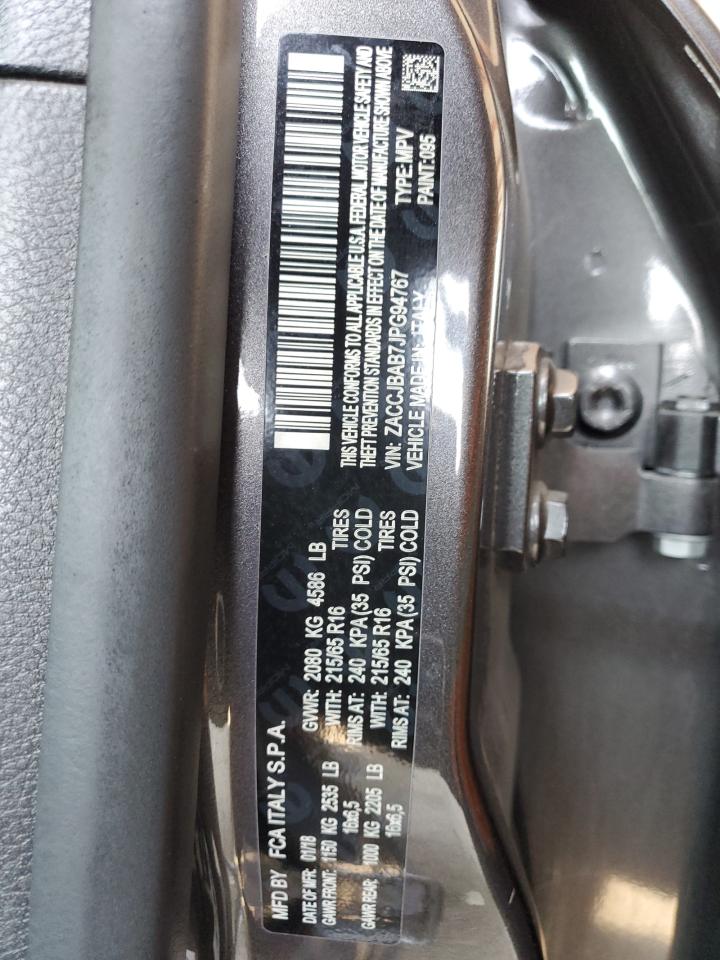 MFD BY FCA ITALY S.P.A.
DATE OF MFR: 01/18 GVWR: 2080 KG 4586 LB
GAWR FRONT: 1150 KG 2535 LB WITH: 215/65 R16 TIRES
16x6,5 RIMS AT: 240 KPA(35 PSI) COLD
GAWR REAR: 1000 KG 2205 LB WITH: 215/65 R16 TIRES
16x6,5 RIMS AT: 240 KPA(35 PSI) COLD
THIS VEHICLE CONFORMS TO ALL APPLICABLE U.S.A. FEDERAL MOTOR VEHICLE SAFETY AND
THEFT PREVENTION STANDARDS IN EFFECT ON THE DATE OF MANUFACTURE SHOWN ABOVE
VIN: ZACCJBAB7JPG94767 TYPE:MPV
VEHICLE MADE IN: ITALY PAINT:095